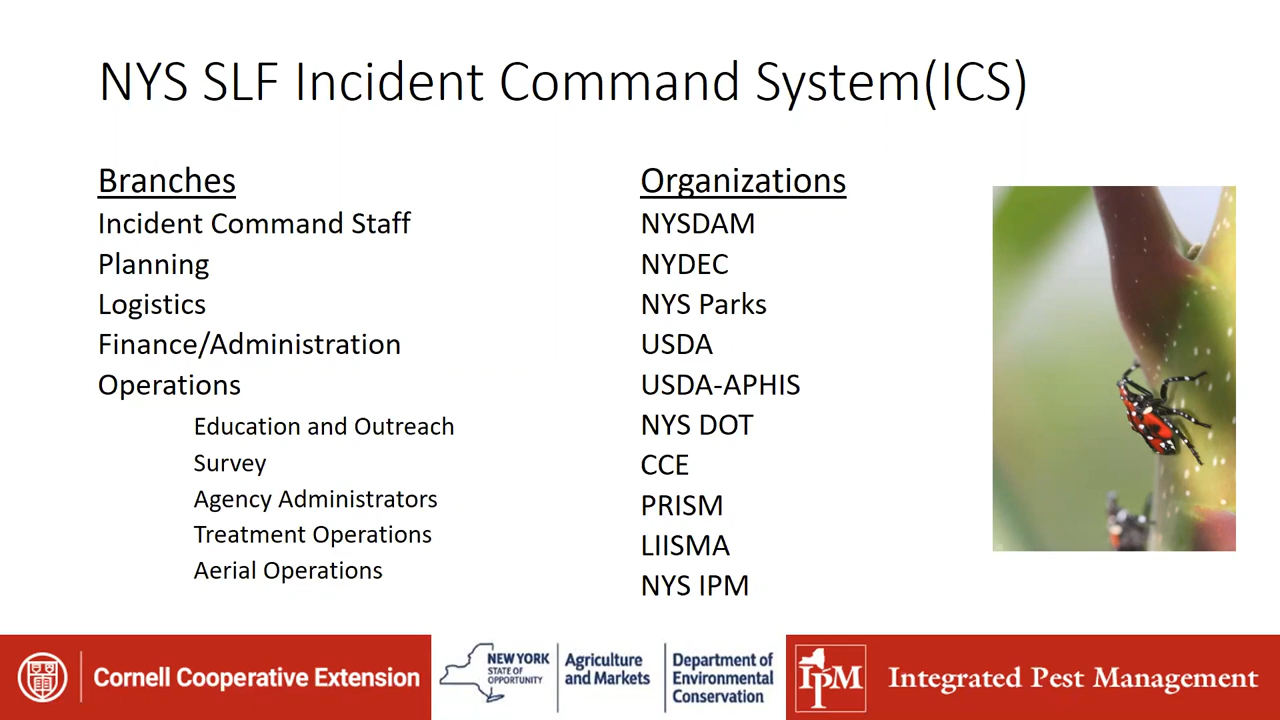 NYS SLF Incident Command System(ICS)
Branches
Incident Command Staff
Planning
Logistics
Finance/Administration
Operations
Education and Outreach
Survey
Agency Administrators
Treatment Operations
Aerial Operations
Organizations
NYSDAM
NYDEC
NYS Parks
USDA
USDA-APHIS
NYS DOT
CCE
PRISM
LIISMA
NYS IPM
Cornell Cooperative Extension
NEW YORK
STATE OF
OPPORTUNITY
Agriculture
and Markets
Department of
Environmental
Conservation
IPM
Integrated Pest Management